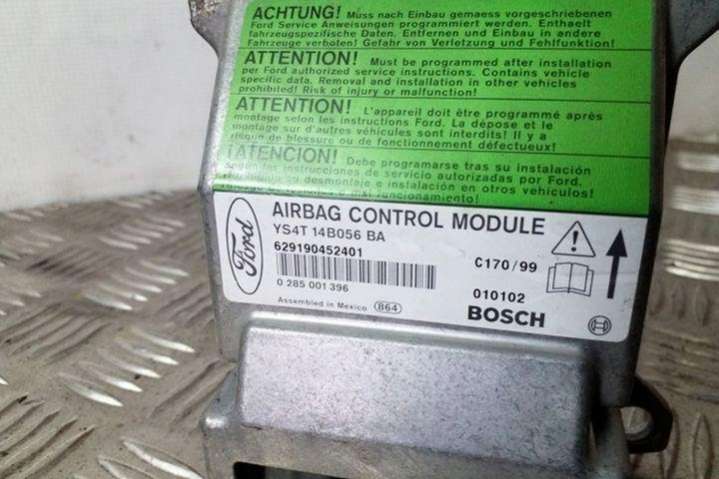 ACHTUNG! Muss nach Einbau gemaess vorgeschriebenen
Ford Service Anweisungen programmiert werden. Enthaelt
fahrzeugspezifische Daten. Entfernen und Einbau in andere
Fahrzeuge verboten! Gefahr von Verletzung und Fehlfunktion!
ATTENTION! Must be programmed after installation
per Ford authorized service instructions. Contains vehicle
specific data. Removal and installation in other vehicles
prohibited! Risk of injury or malfunction!
ATTENTION! L'appareil doit être programmé après
montage selon les instructions Ford. La dépose et le
montage sur d'autres véhicules sont interdits! Il y a
risque de blessure ou de fonctionnement défectueux!
¡ATENCION! Debe programarse tras su instalación
según las instrucciones de servicio autorizadas por Ford.
desmontaje e instalación en otros vehículos!
funcionamiento!
Ford
AIRBAG CONTROL MODULE
YS4T 14B056 BA
629190452401
C170/99
0 285 001 396
010102
Assembled in Mexico 864
BOSCH